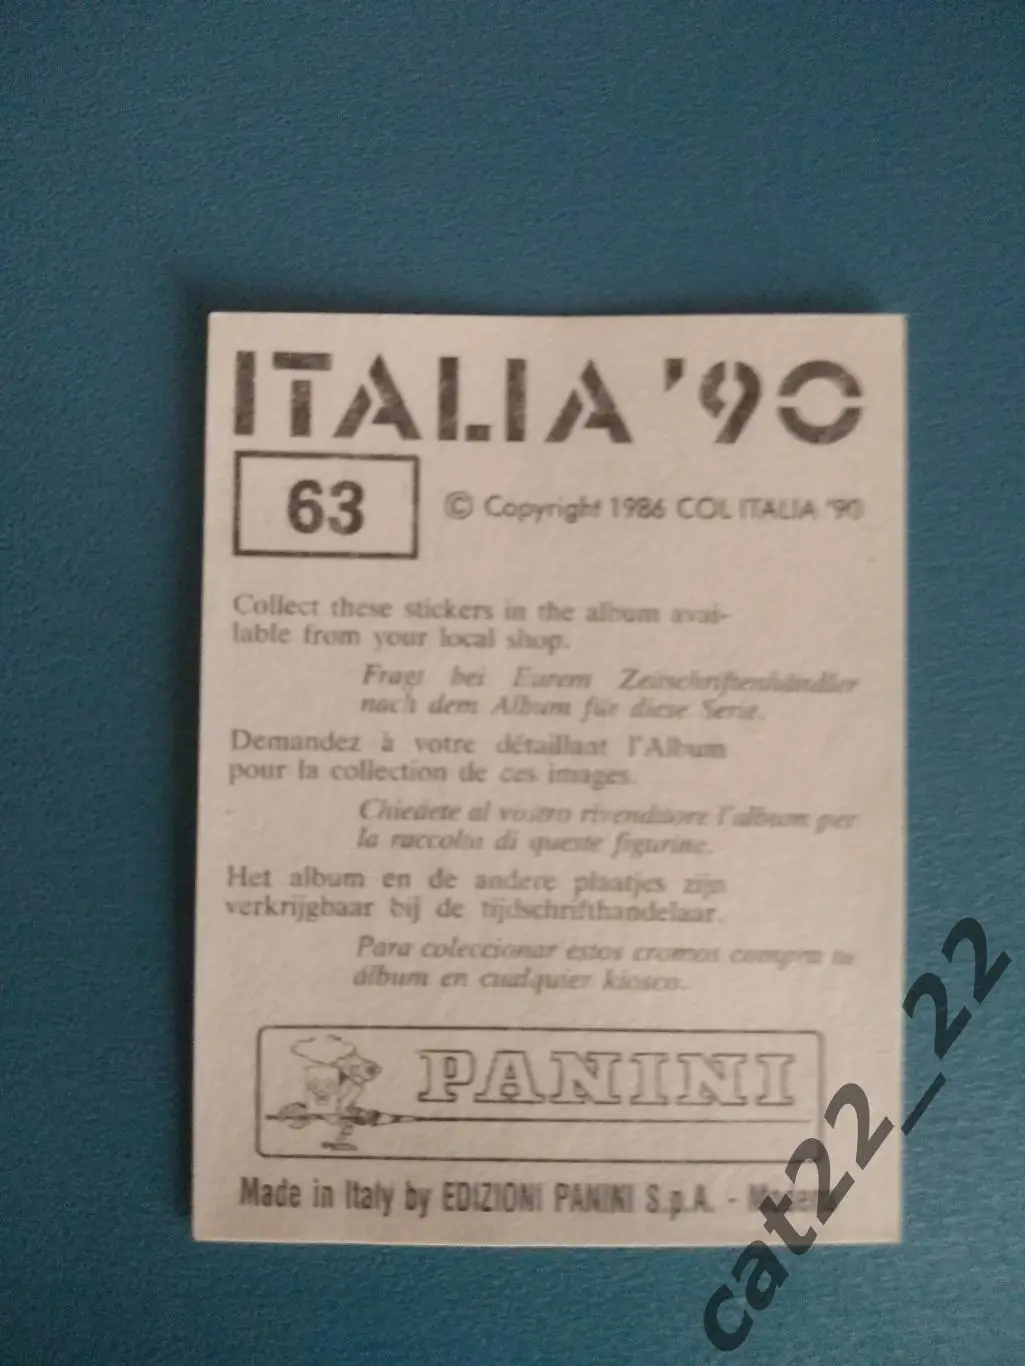 ITALIA '90
63
© Copyright 1986 COL ITALIA '90
Collect these stickers in the album avai-
lable from your local shop.
Fragt bei Eurem Zeitschriftenhändler
nach dem Album für diese Serie.
Demandez à votre détaillant l'Album
pour la collection de ces images.
Chiedete al vostro rivenditore l'album per
la raccolta di queste figurine.
Het album en de andere plaatjes zijn
verkrijgbaar bij de tijdschrifthandelaar.
Para coleccionar estos cromos compra tu
álbum en cualquier kiosco.
PANINI
Made in Italy by EDIZIONI PANINI S.p.A. - Modena
cat22_22